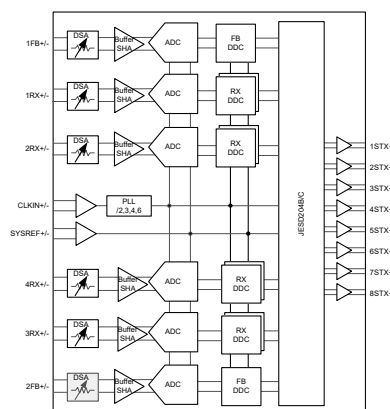 1FB+/-
DSA
Buffer
SHA
ADC
FB
DDC
1RX+/-
DSA
Buffer
SHA
ADC
RX
DDC
2RX+/-
DSA
Buffer
SHA
ADC
RX
DDC
CLKIN+/-
PLL
/2,3,4,6
SYSREF+/-
4RX+/-
DSA
Buffer
SHA
ADC
RX
DDC
3RX+/-
DSA
Buffer
SHA
ADC
RX
DDC
2FB+/-
DSA
Buffer
SHA
ADC
FB
DDC
JESD204B/C
1STX+
2STX+
3STX+
4STX+
5STX+
6STX+
7STX+
8STX+